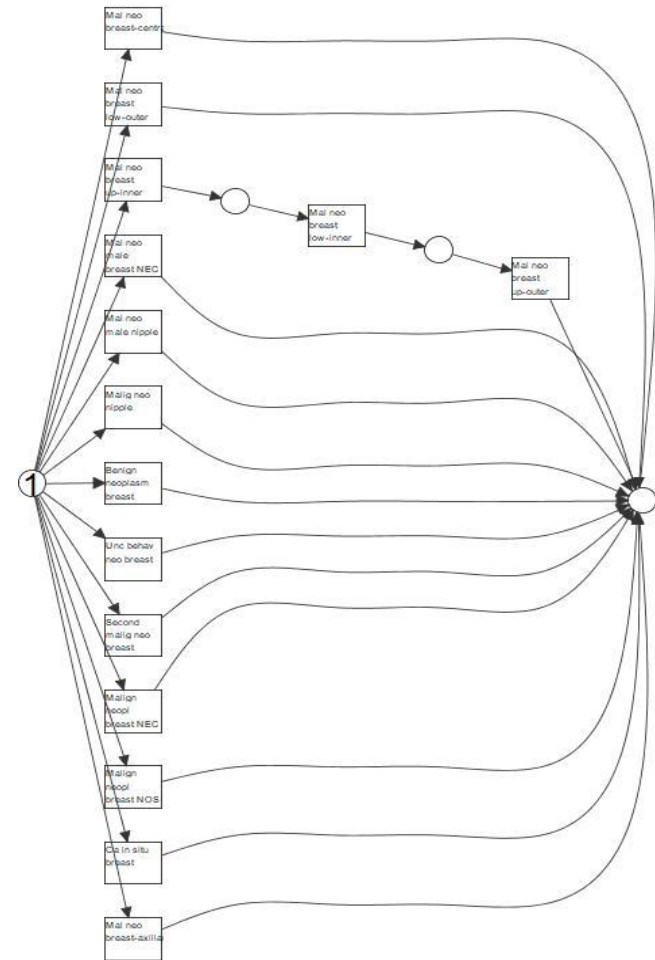 Mal neo
breast-centr
Mal neo
breast
low-outer
Mal neo
breast
up-inner
Mal neo
breast
low-inner
Mal neo
male
breast NEC
Mal neo
breast
up-outer
Mal neo
male nipple
Malig neo
nipple
1
Benign
neoplasm
breast
Unc behav
neo breast
Second
malig neo
breast
Malign
neopl
breast NEC
Malign
neopl
breast NOS
Ca in situ
breast
Mal neo
breast-axilla